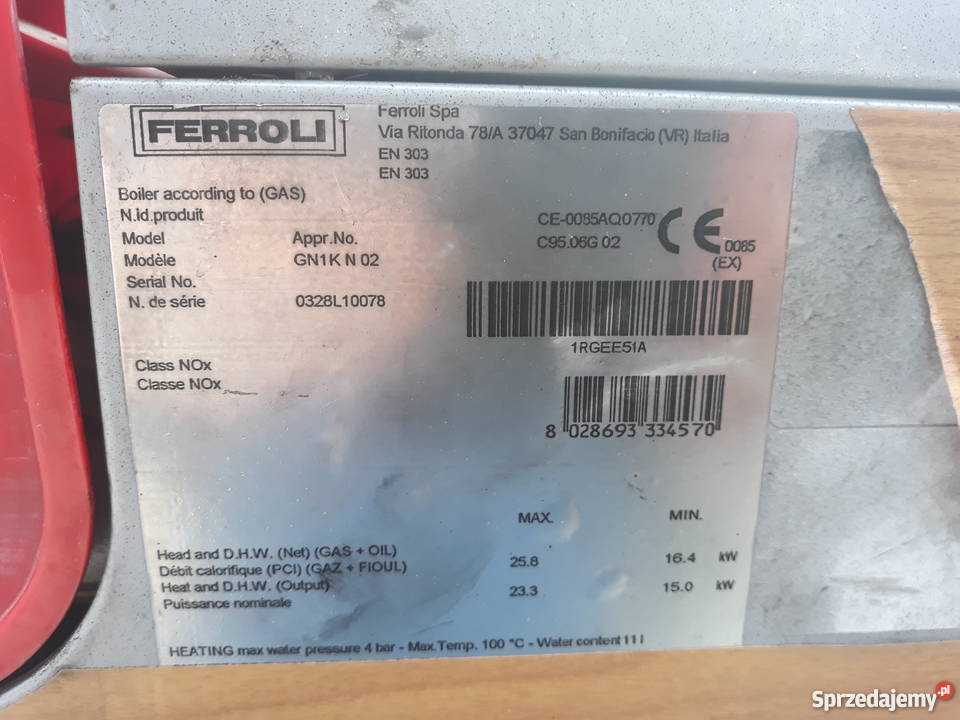 FERROLI
Ferroli Spa
Via Ritonda 78/A 37047 San Bonifacio (VR) Italia
EN 303
EN 303
Boiler according to (GAS)
N.id.produit CE-0085AQ0770
Model Appr.No. C95.06G 02 CE 0085
Modèle GN1K N 02 (EX)
Serial No.
N. de série 0328L10078
1RGEE51A
Class NOx
Classe NOx
8 028693 334570
MAX. MIN.
Head and D.H.W. (Net) (GAS + OIL) 25.8 16.4 kW
Débit calorifique (PCI) (GAZ + FIOUL)
Heat and D.H.W. (Output) 23.3 15.0 kW
Puissance nominale
HEATING max water pressure 4 bar - Max.Temp. 100 °C - Water content 11 l
Sprzedajemy.pl